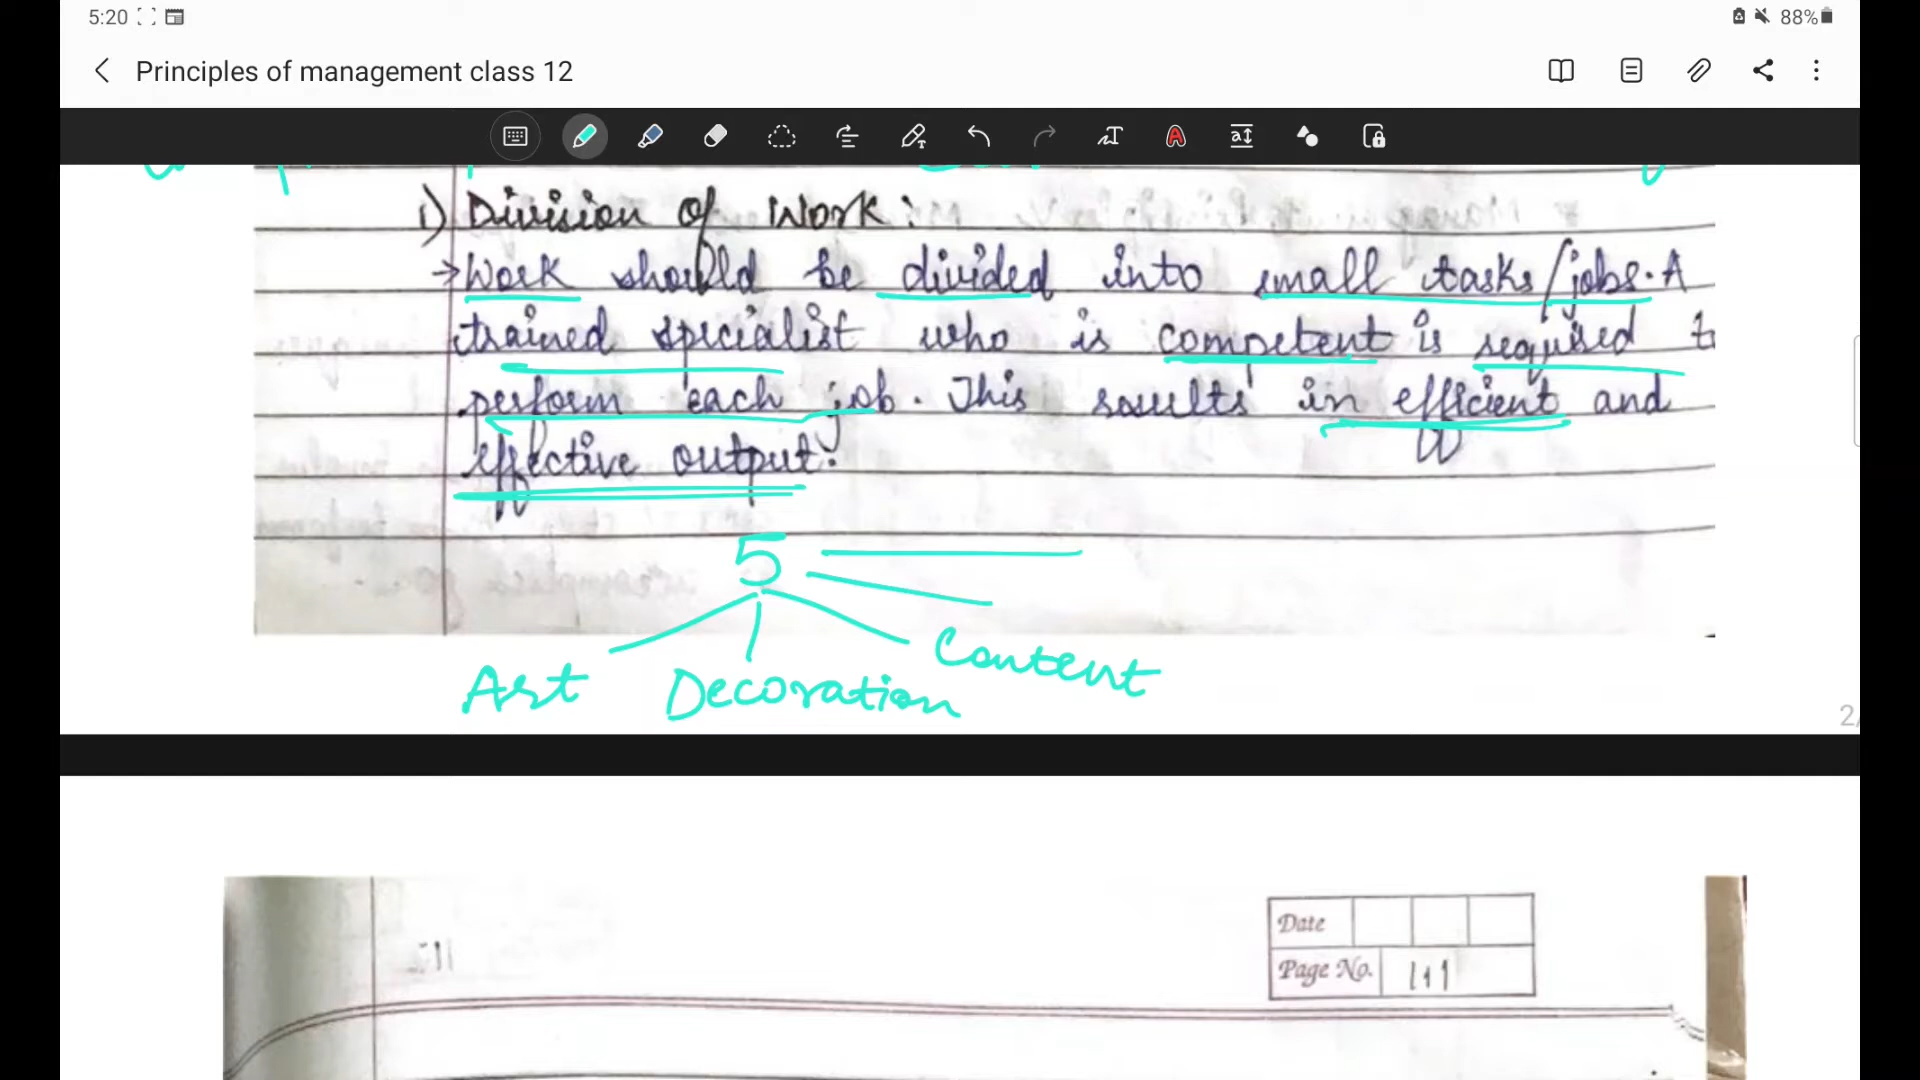 5:20
88%
Principles of management class 12
i) Division of Work:
→Work should be divided into small tasks/jobs. A
trained specialist who is competent is required t
perform each job. This results in efficient and
effective output.
5
Content
Art Decoration
2/
Date
Page No. 111